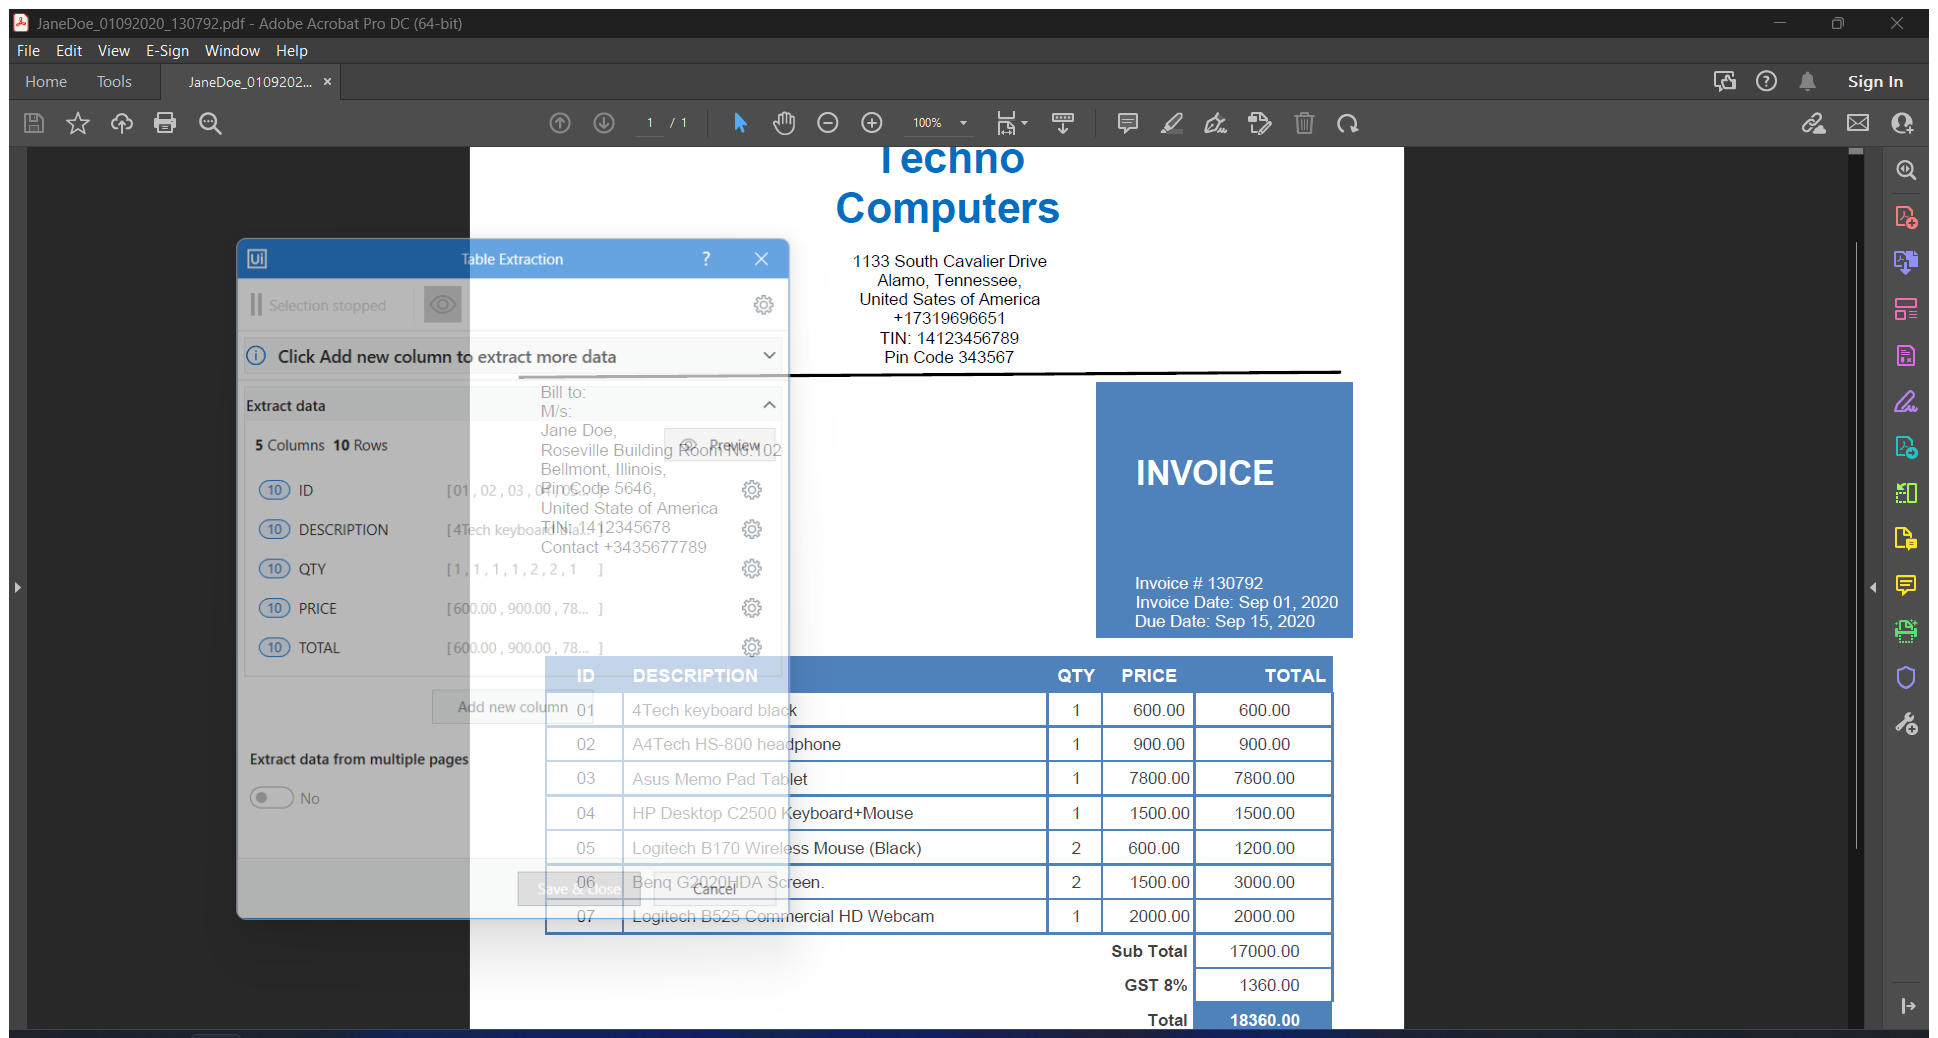 JaneDoe_01092020_130792.pdf - Adobe Acrobat Pro DC (64-bit)
File Edit View E-Sign Window Help
Home Tools JaneDoe_0109202... ×
? Sign In
1 / 1 100%
Techno
Computers
1133 South Cavalier Drive
Alamo, Tennessee,
United Sates of America
+17319696651
TIN: 14123456789
Pin Code 343567
Ui Table Extraction ?
Selection stopped
Click Add new column to extract more data
Extract data
5 Columns 10 Rows
Preview
10 ID [01 , 02 , 03 , 04 , 05... ]
10 DESCRIPTION [4Tech keyboard bla... ]
10 QTY [1 , 1 , 1 , 1 , 2 , 2 , 1 ]
10 PRICE [600.00 , 900.00 , 78... ]
10 TOTAL [600.00 , 900.00 , 78... ]
Add new column
Extract data from multiple pages
No
Save & Close Cancel
Bill to:
M/s:
Jane Doe,
Roseville Building Room No.102
Bellmont, Illinois,
Pin Code 5646,
United State of America
TIN: 1412345678
Contact +3435677789
INVOICE
Invoice # 130792
Invoice Date: Sep 01, 2020
Due Date: Sep 15, 2020
ID DESCRIPTION QTY PRICE TOTAL
01 4Tech keyboard black 1 600.00 600.00
02 A4Tech HS-800 headphone 1 900.00 900.00
03 Asus Memo Pad Tablet 1 7800.00 7800.00
04 HP Desktop C2500 Keyboard+Mouse 1 1500.00 1500.00
05 Logitech B170 Wireless Mouse (Black) 2 600.00 1200.00
06 Benq G2020HDA Screen. 2 1500.00 3000.00
07 Logitech B525 Commercial HD Webcam 1 2000.00 2000.00
Sub Total 17000.00
GST 8% 1360.00
Total 18360.00